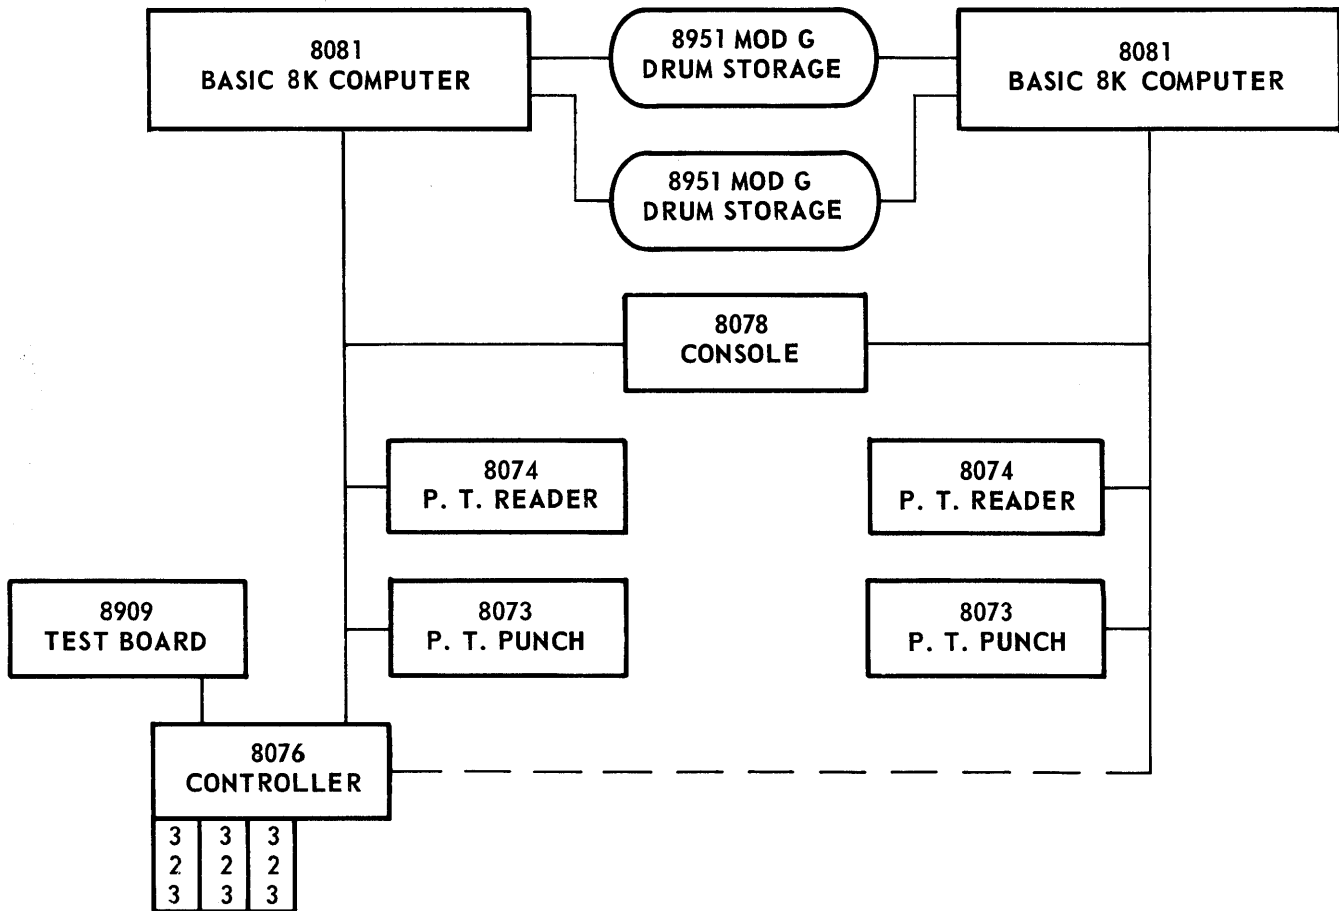 8081
BASIC 8K COMPUTER
8951 MOD G
DRUM STORAGE
8081
BASIC 8K COMPUTER
8951 MOD G
DRUM STORAGE
8078
CONSOLE
8074
P. T. READER
8074
P. T. READER
8909
TEST BOARD
8073
P. T. PUNCH
8073
P. T. PUNCH
8076
CONTROLLER
3 3 3
2 2 2
3 3 3